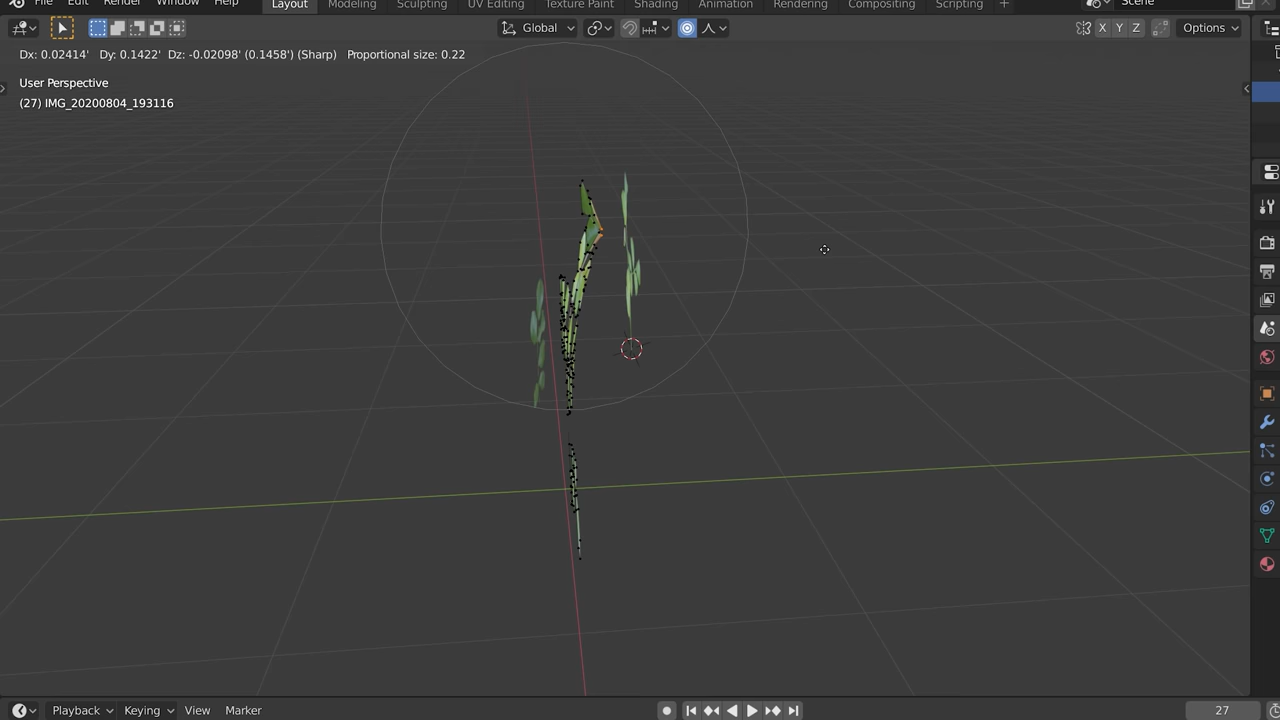 File Edit Render Window Help Layout Modeling Sculpting UV Editing Texture Paint Shading Animation Rendering Compositing Scripting + Scene
Global X Y Z Options
Dx: 0.02414' Dy: 0.1422' Dz: -0.02098' (0.1458') (Sharp) Proportional size: 0.22
User Perspective
(27) IMG_20200804_193116
Playback Keying View Marker 27